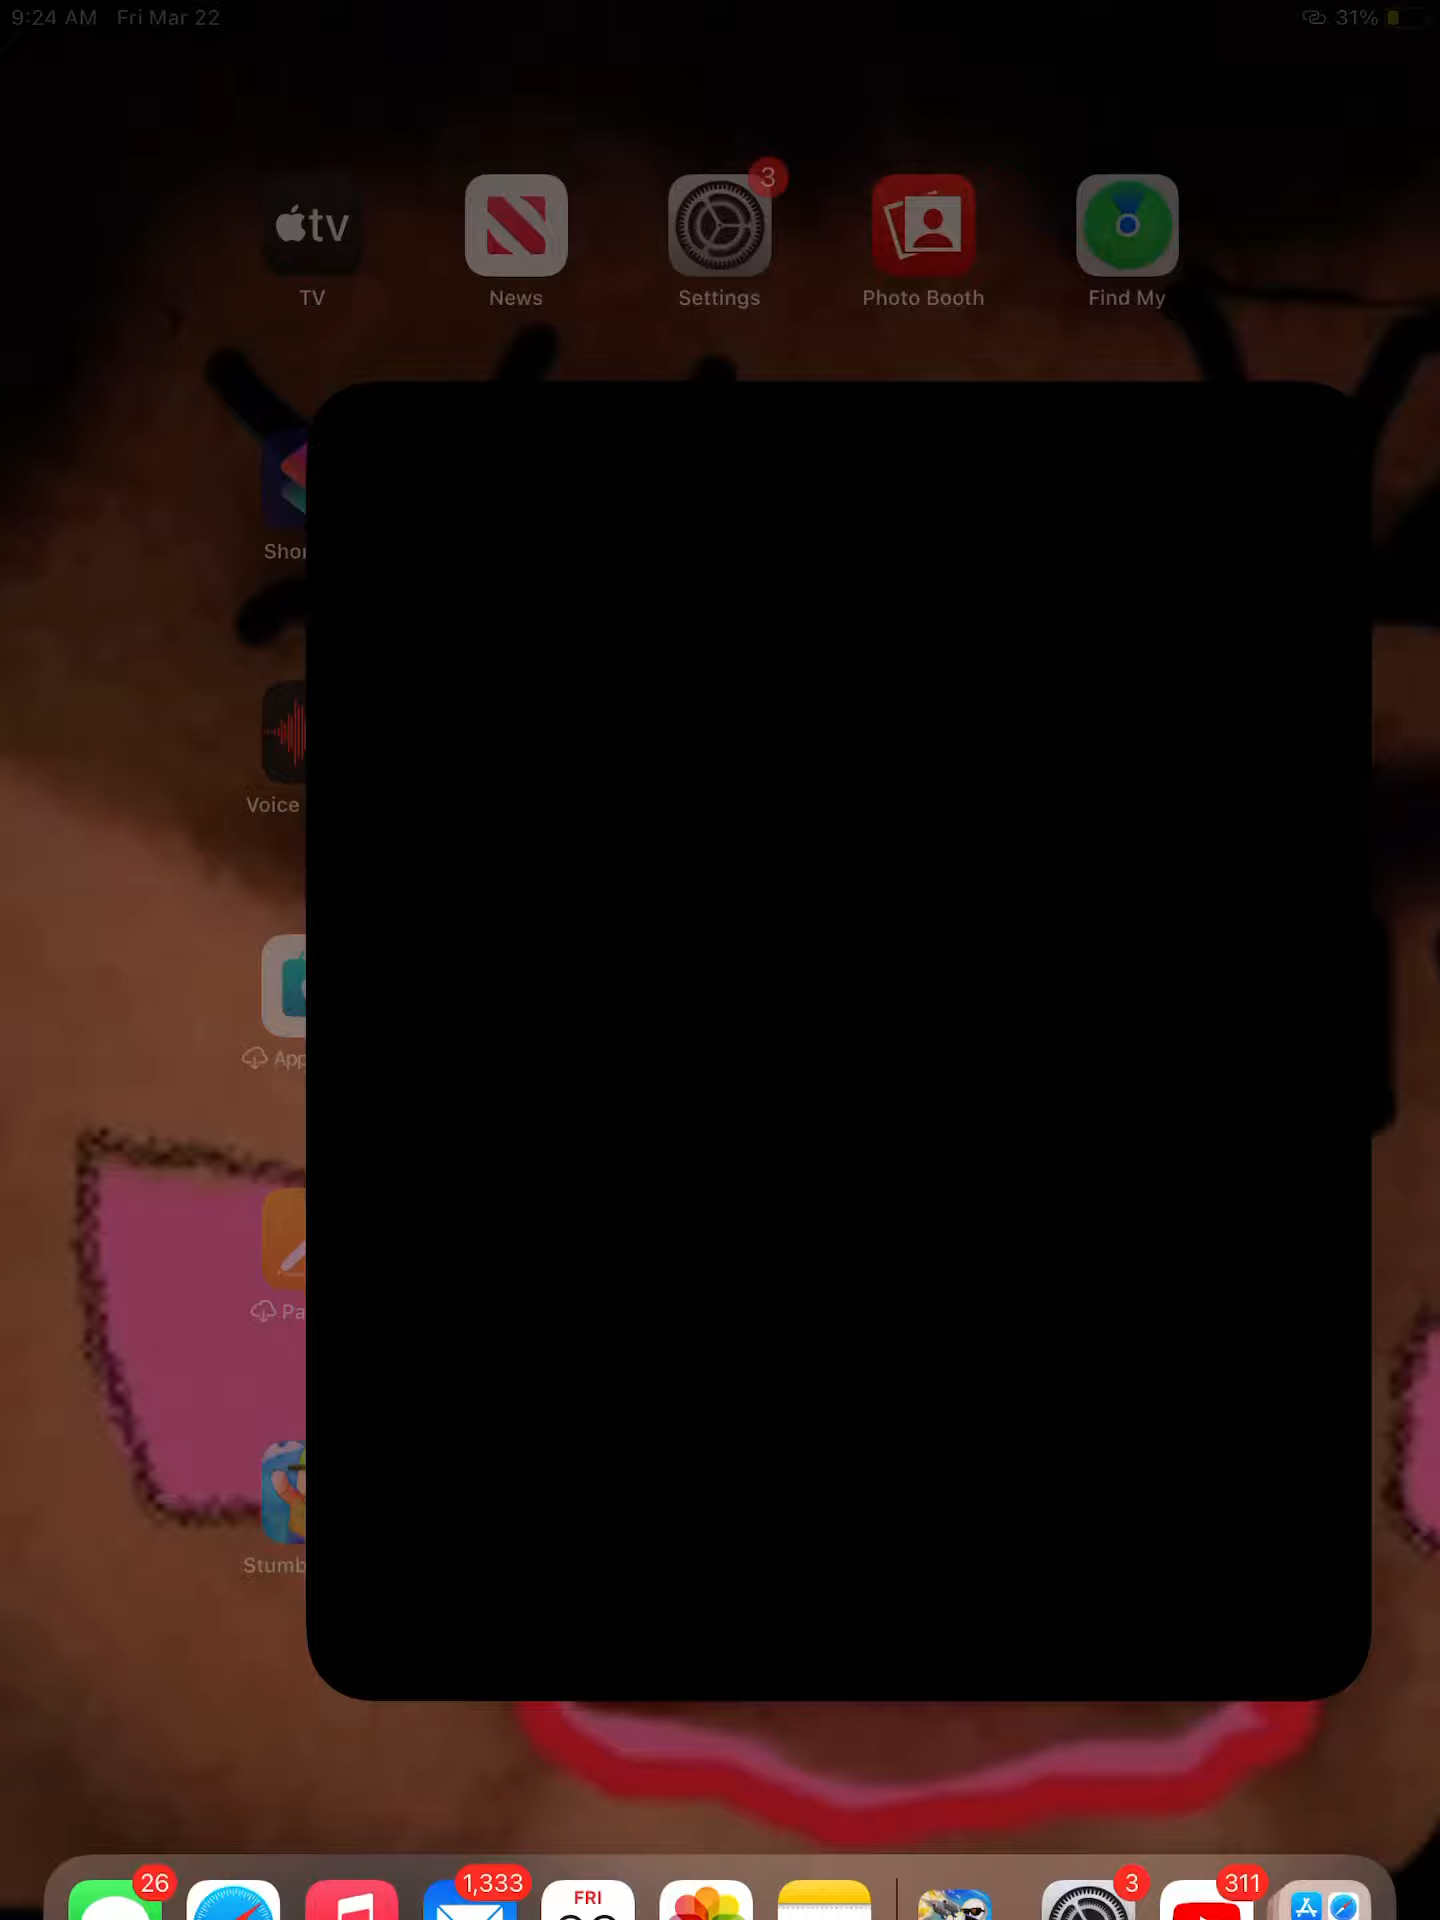 9:24 AM Fri Mar 22
31%
3
tv
TV
News
Settings
Photo Booth
Find My
Shor
Voice
App
Pa
Stumb
26
1,333
FRI
3
311